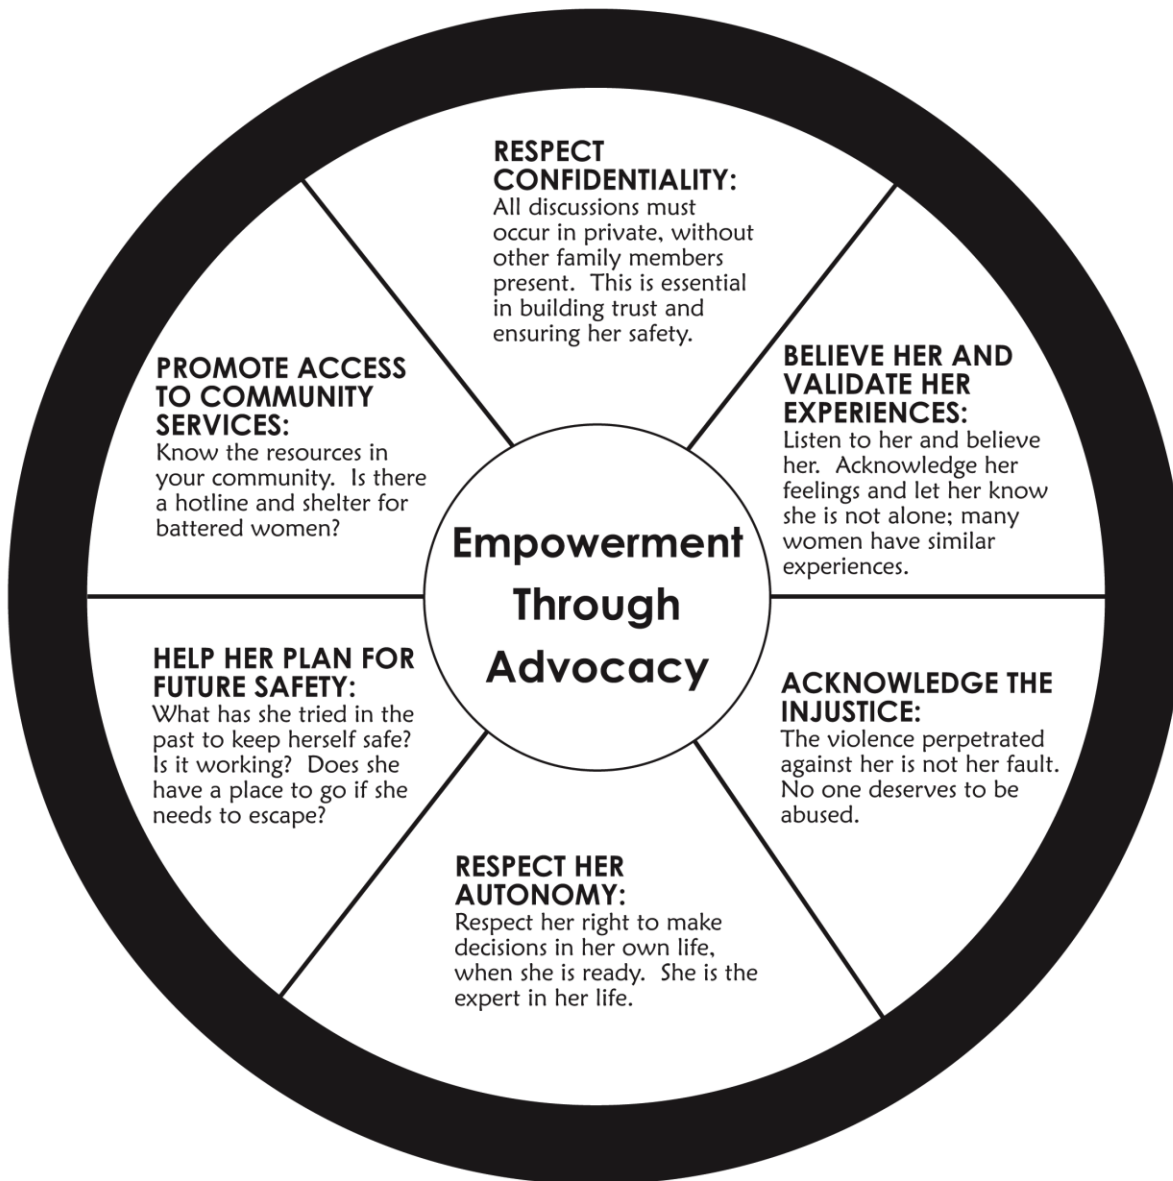 RESPECT
CONFIDENTIALITY:
All discussions must
occur in private, without
other family members
present.  This is essential
in building trust and
ensuring her safety.
BELIEVE HER AND
VALIDATE HER
EXPERIENCES:
Listen to her and believe
her.  Acknowledge her
feelings and let her know
she is not alone; many
women have similar
experiences.
ACKNOWLEDGE THE
INJUSTICE:
The violence perpetrated
against her is not her fault.
No one deserves to be
abused.
RESPECT HER
AUTONOMY:
Respect her right to make
decisions in her own life,
when she is ready.  She is the
expert in her life.
HELP HER PLAN FOR
FUTURE SAFETY:
What has she tried in the
past to keep herself safe?
Is it working?  Does she
have a place to go if she
needs to escape?
PROMOTE ACCESS
TO COMMUNITY
SERVICES:
Know the resources in
your community.  Is there
a hotline and shelter for
battered women?
Empowerment
Through
Advocacy